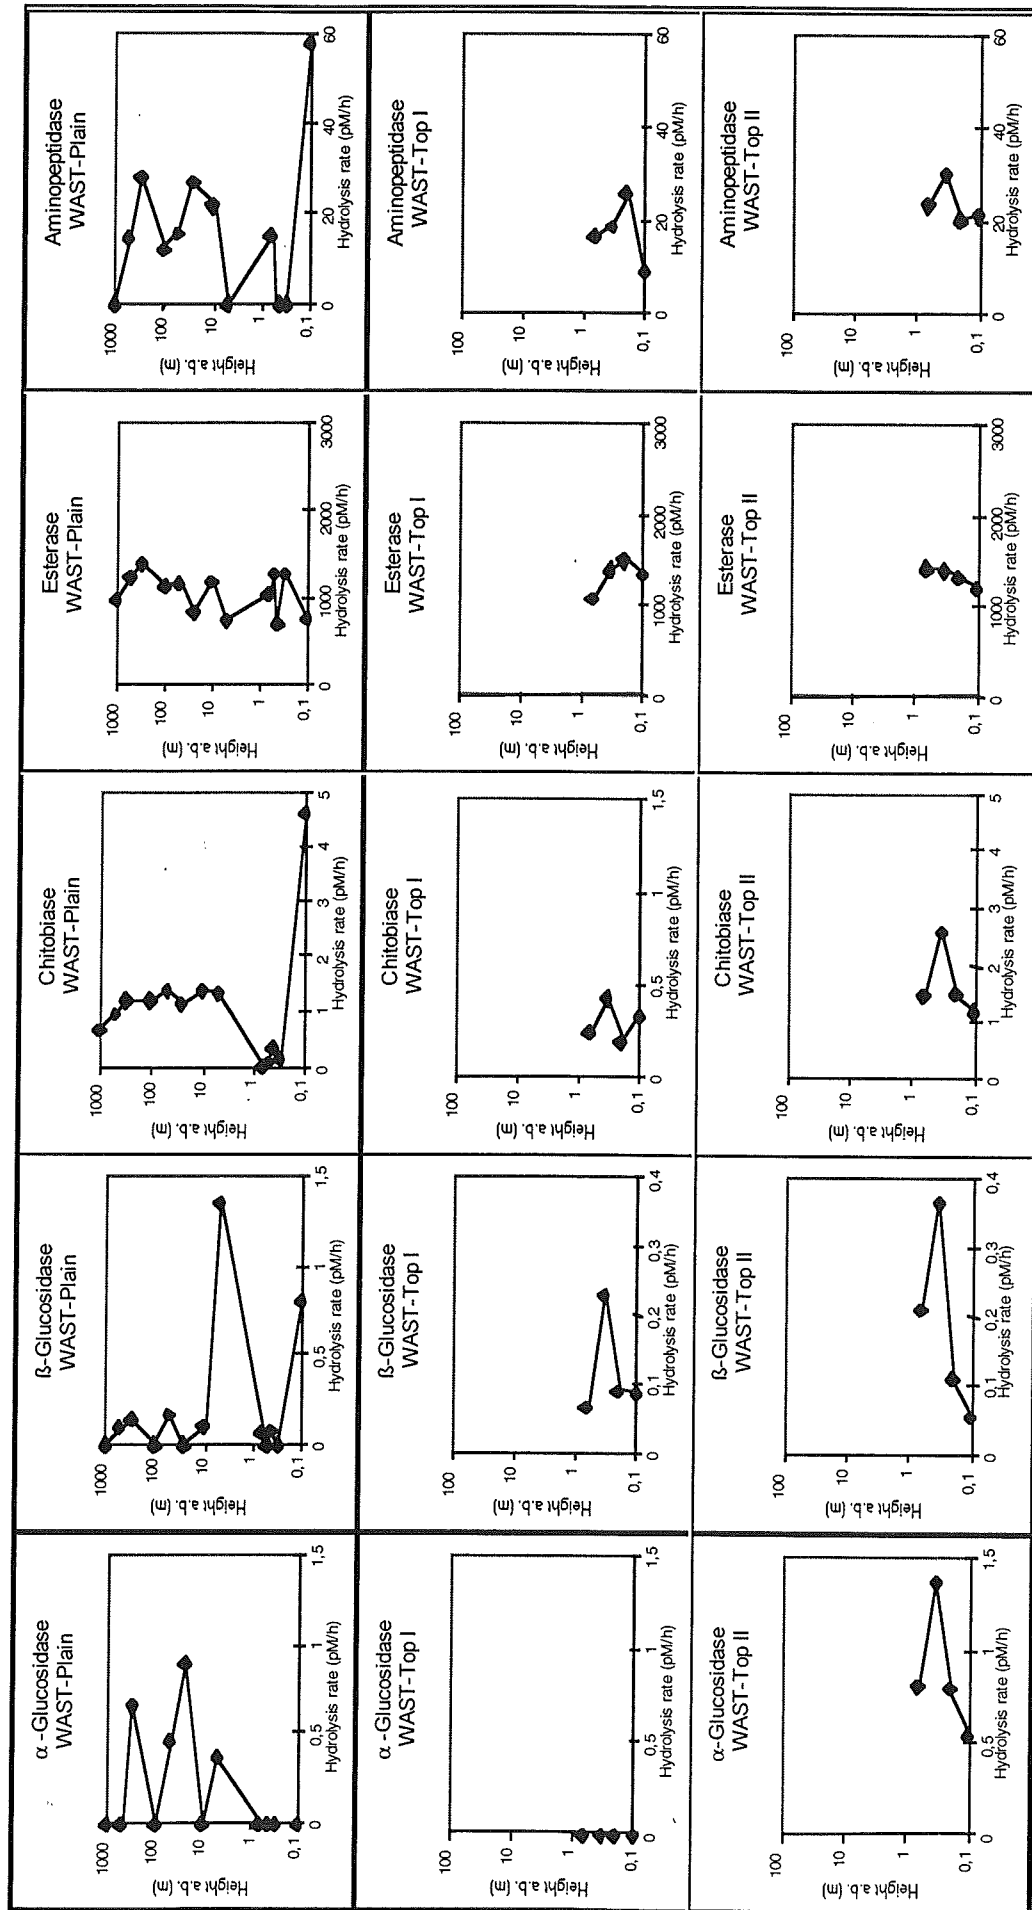 α-Glucosidase
WAST-Plain
Height a.b. (m)
1000
100
10
1
0,1
0 0,5 1 1,5
Hydrolysis rate (pM/h)
ß-Glucosidase
WAST-Plain
Height a.b. (m)
1000
100
10
1
0,1
0 0,5 1 1,5
Hydrolysis rate (pM/h)
Chitobiase
WAST-Plain
Height a.b. (m)
1000
100
10
1
0,1
0 1 2 3 4 5
Hydrolysis rate (pM/h)
Esterase
WAST-Plain
Height a.b. (m)
1000
100
10
1
0,1
0 1000 2000 3000
Hydrolysis rate (pM/h)
Aminopeptidase
WAST-Plain
Height a.b. (m)
1000
100
10
1
0,1
0 20 40 60
Hydrolysis rate (pM/h)
α-Glucosidase
WAST-Top I
Height a.b. (m)
100
10
1
0,1
0 0,5 1 1,5
Hydrolysis rate (pM/h)
ß-Glucosidase
WAST-Top I
Height a.b. (m)
100
10
1
0,1
0 0,1 0,2 0,3 0,4
Hydrolysis rate (pM/h)
Chitobiase
WAST-Top I
Height a.b. (m)
100
10
1
0,1
0 0,5 1 1,5
Hydrolysis rate (pM/h)
Esterase
WAST-Top I
Height a.b. (m)
100
10
1
0,1
0 1000 2000 3000
Hydrolysis rate (pM/h)
Aminopeptidase
WAST-Top I
Height a.b. (m)
100
10
1
0,1
0 20 40 60
Hydrolysis rate (pM/h)
α-Glucosidase
WAST-Top II
Height a.b. (m)
100
10
1
0,1
0 0,5 1 1,5
Hydrolysis rate (pM/h)
ß-Glucosidase
WAST-Top II
Height a.b. (m)
100
10
1
0,1
0 0,1 0,2 0,3 0,4
Hydrolysis rate (pM/h)
Chitobiase
WAST-Top II
Height a.b. (m)
100
10
1
0,1
0 1 2 3 4 5
Hydrolysis rate (pM/h)
Esterase
WAST-Top II
Height a.b. (m)
100
10
1
0,1
0 1000 2000 3000
Hydrolysis rate (pM/h)
Aminopeptidase
WAST-Top II
Height a.b. (m)
100
10
1
0,1
0 20 40 60
Hydrolysis rate (pM/h)